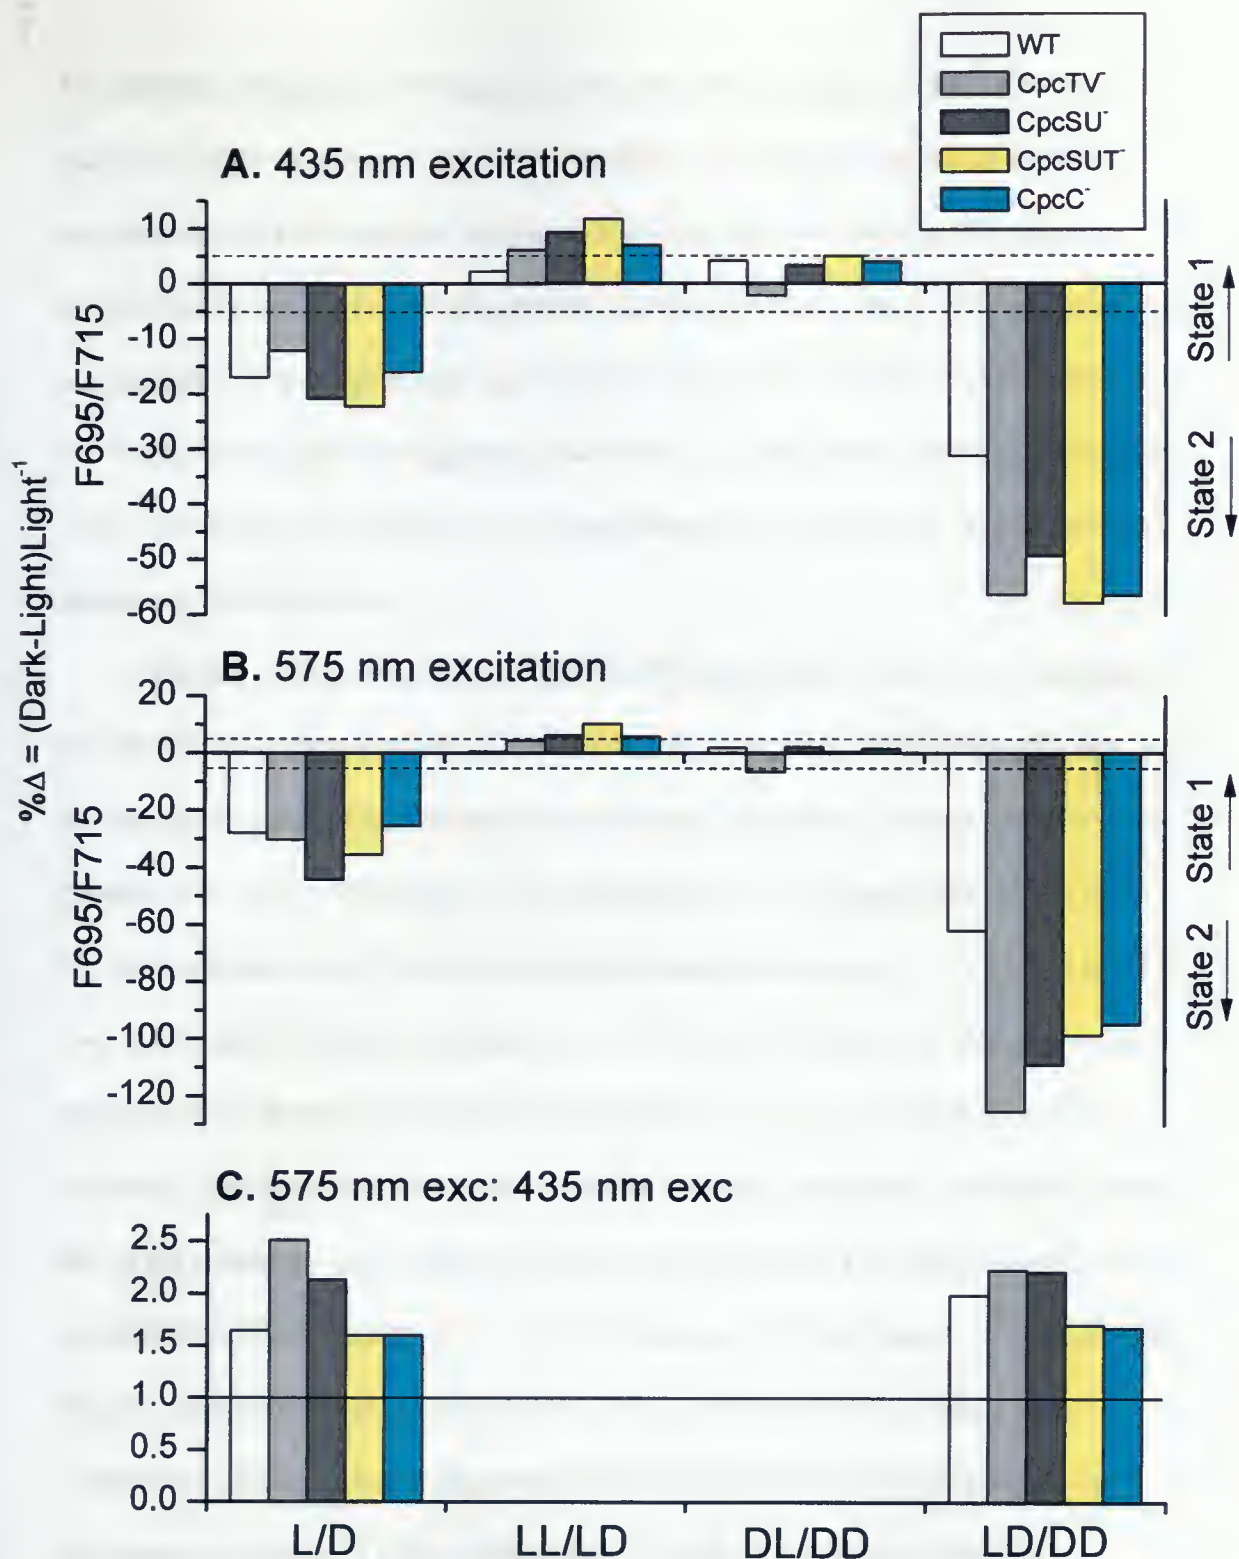 WT
CpcTV⁻
CpcSU⁻
CpcSUT⁻
CpcC⁻
A. 435 nm excitation
10
0
-10
-20
-30
-40
-50
-60
F695/F715
State 1
State 2
%Δ = (Dark-Light)Light⁻¹
B. 575 nm excitation
20
0
-20
-40
-60
-80
-100
-120
F695/F715
State 1
State 2
C. 575 nm exc: 435 nm exc
2.5
2.0
1.5
1.0
0.5
0.0
L/D
LL/LD
DL/DD
LD/DD